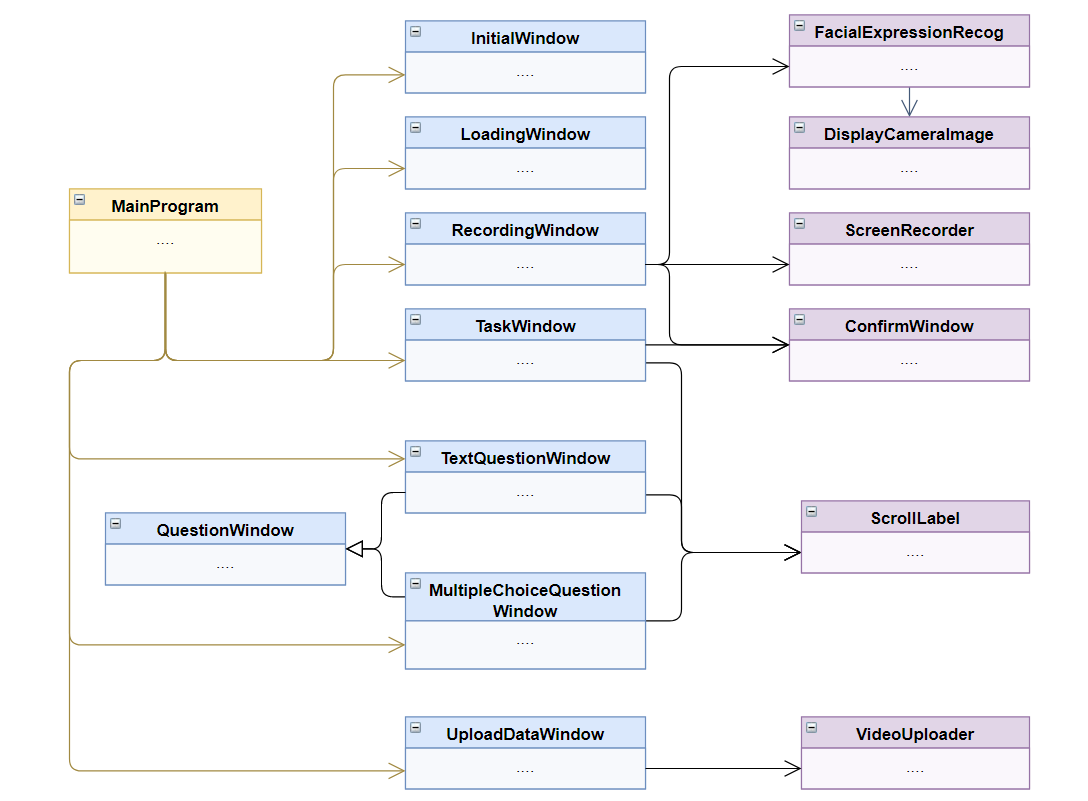 InitialWindow
....
FacialExpressionRecog
....
LoadingWindow
....
DisplayCameraImage
....
MainProgram
....
RecordingWindow
....
ScreenRecorder
....
TaskWindow
....
ConfirmWindow
....
TextQuestionWindow
....
QuestionWindow
....
ScrollLabel
....
MultipleChoiceQuestion
Window
....
UploadDataWindow
....
VideoUploader
....